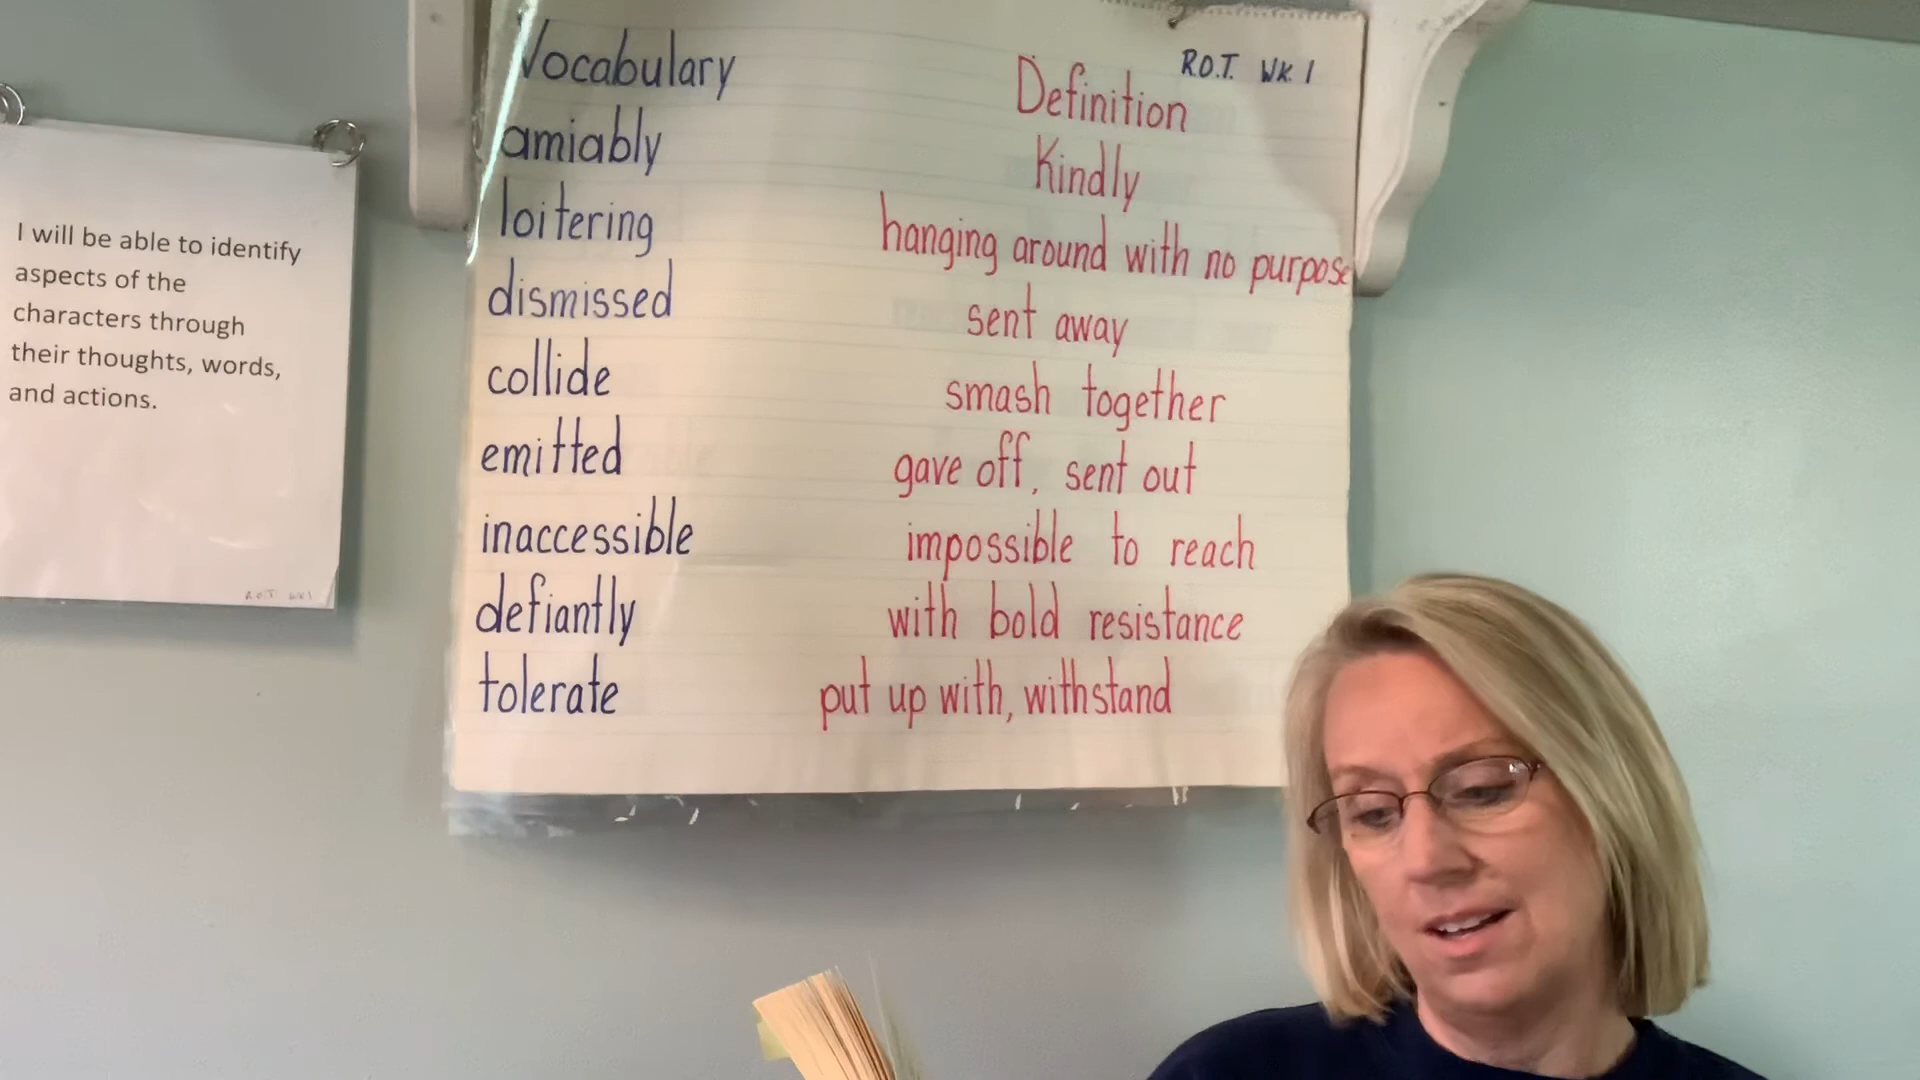 R.O.T. WK 1
Vocabulary Definition
amiably Kindly
loitering hanging around with no purpose
dismissed sent away
collide smash together
emitted gave off, sent out
inaccessible impossible to reach
defiantly with bold resistance
tolerate put up with, withstand
I will be able to identify
aspects of the
characters through
their thoughts, words,
and actions.
R.O.T. WK1